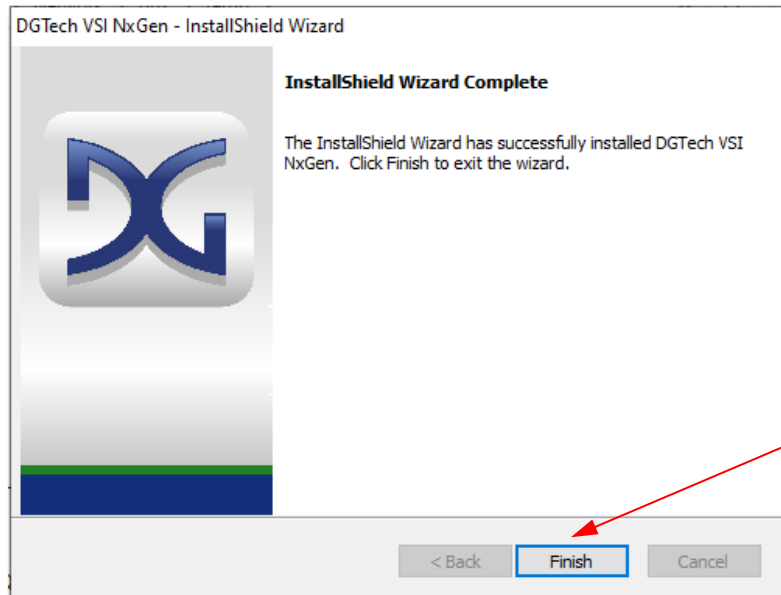 DGTech VSI NxGen - InstallShield Wizard
InstallShield Wizard Complete
The InstallShield Wizard has successfully installed DGTech VSI
NxGen. Click Finish to exit the wizard.
< Back
Finish
Cancel